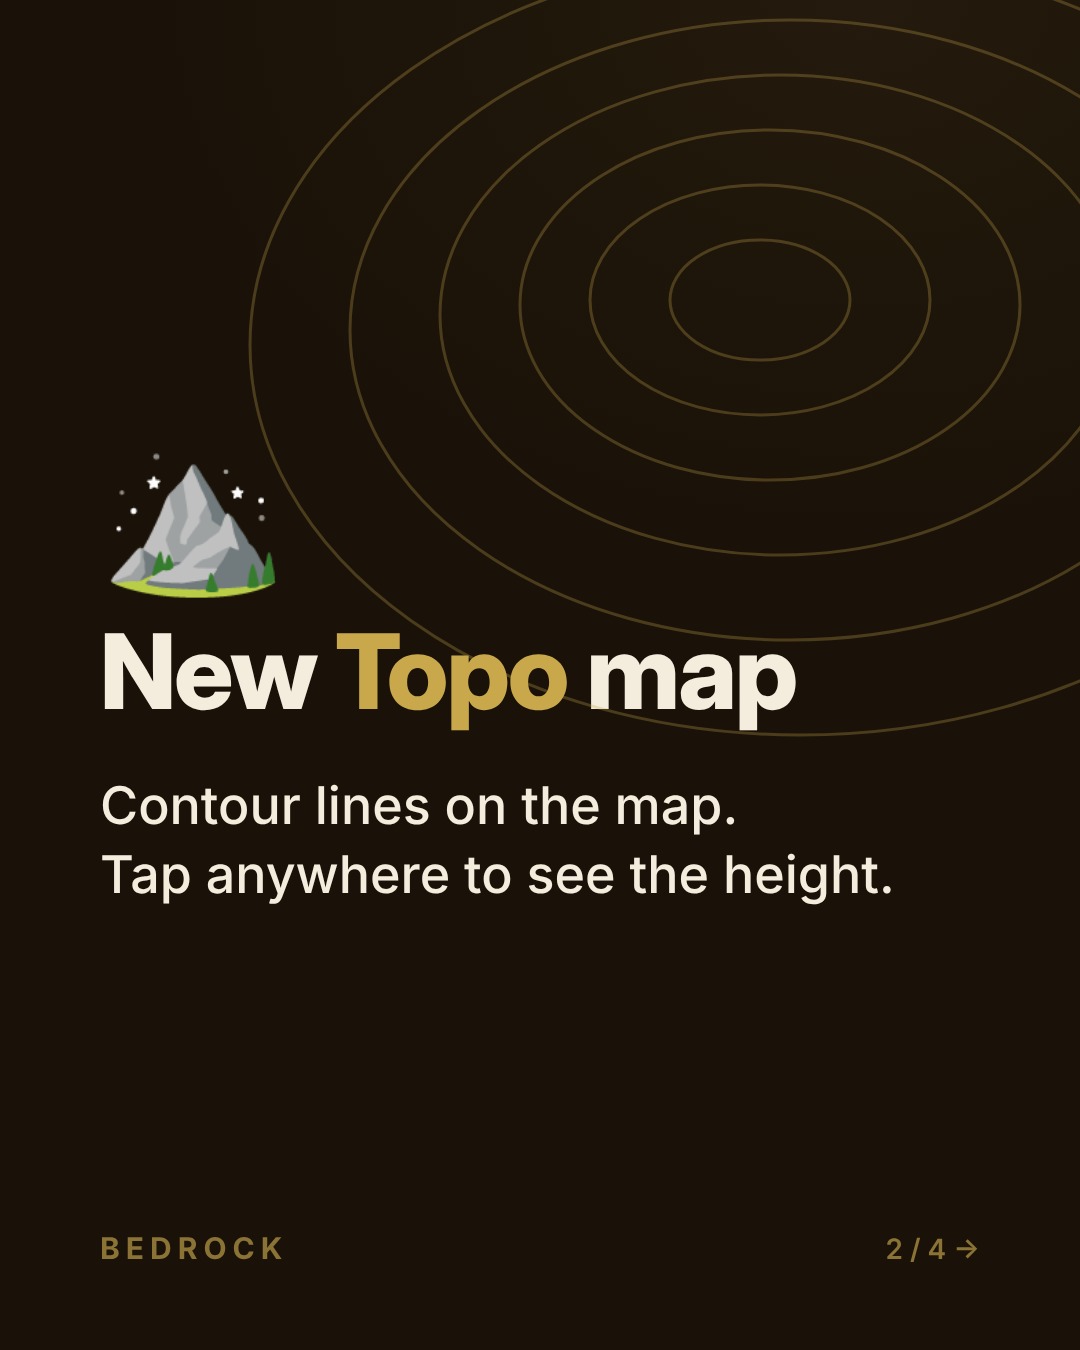 New Topo map
Contour lines on the map.
Tap anywhere to see the height.
BEDROCK
2 / 4 →